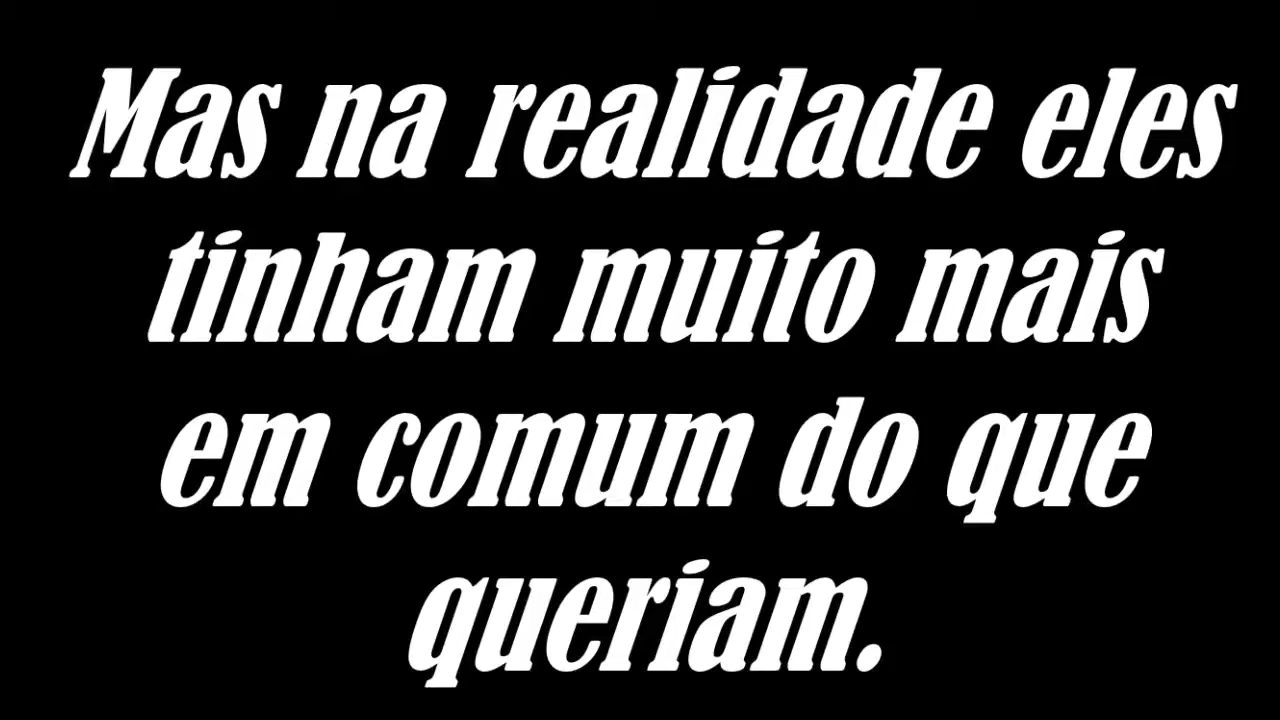 Mas na realidade eles
tinham muito mais
em comum do que
queriam.